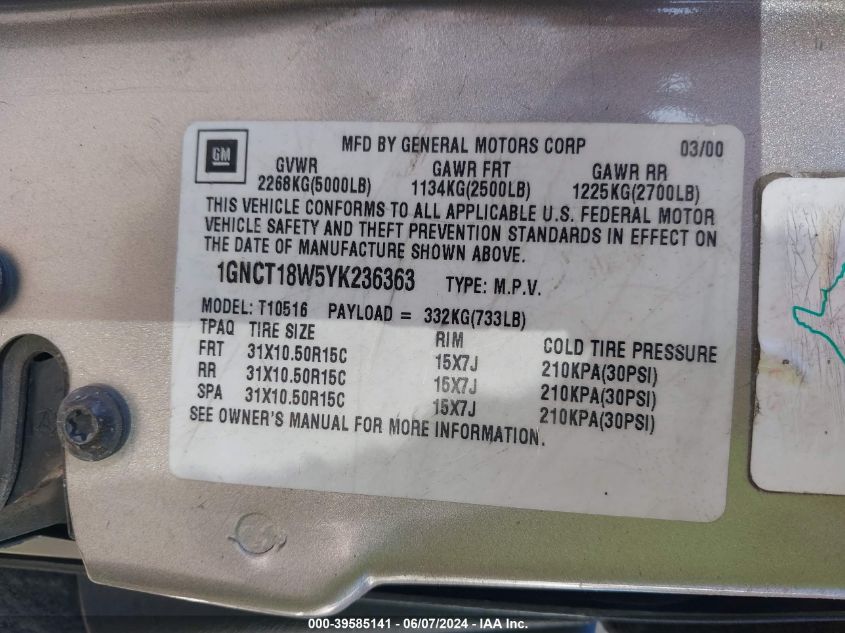 MFD BY GENERAL MOTORS CORP 03/00
GM
GVWR GAWR FRT GAWR RR
2268KG(5000LB) 1134KG(2500LB) 1225KG(2700LB)
THIS VEHICLE CONFORMS TO ALL APPLICABLE U.S. FEDERAL MOTOR
VEHICLE SAFETY AND THEFT PREVENTION STANDARDS IN EFFECT ON
THE DATE OF MANUFACTURE SHOWN ABOVE.
1GNCT18W5YK236363 TYPE: M.P.V.
MODEL: T10516 PAYLOAD = 332KG(733LB)
TPAQ TIRE SIZE RIM COLD TIRE PRESSURE
FRT 31X10.50R15C 15X7J 210KPA(30PSI)
RR 31X10.50R15C 15X7J 210KPA(30PSI)
SPA 31X10.50R15C 15X7J 210KPA(30PSI)
SEE OWNER'S MANUAL FOR MORE INFORMATION.
000-39585141 - 06/07/2024 - IAA Inc.